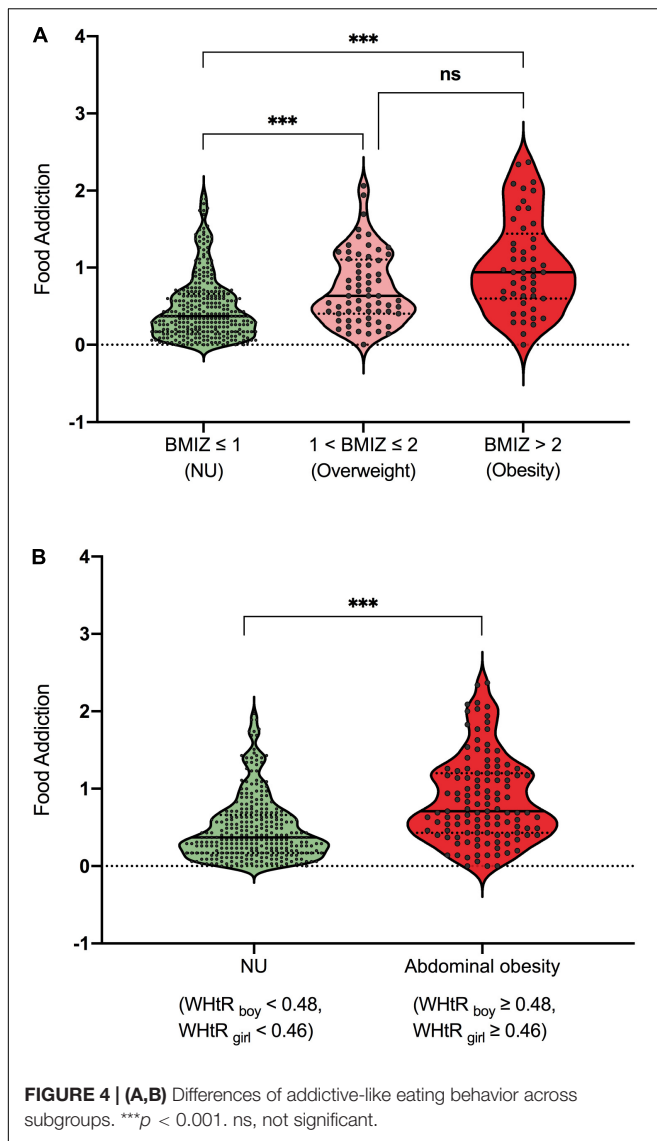 A
4
***
ns
3
***
2
Food Addiction
1
0
-1
BMIZ ≤ 1
1 < BMIZ ≤ 2
BMIZ > 2
(NU)
(Overweight)
(Obesity)
B
4
***
3
2
Food Addiction
1
0
-1
NU
Abdominal obesity
(WHtR boy < 0.48,
(WHtR boy ≥ 0.48,
WHtR girl < 0.46)
WHtR girl ≥ 0.46)
FIGURE 4 | (A,B) Differences of addictive-like eating behavior across
subgroups. ***p < 0.001. ns, not significant.